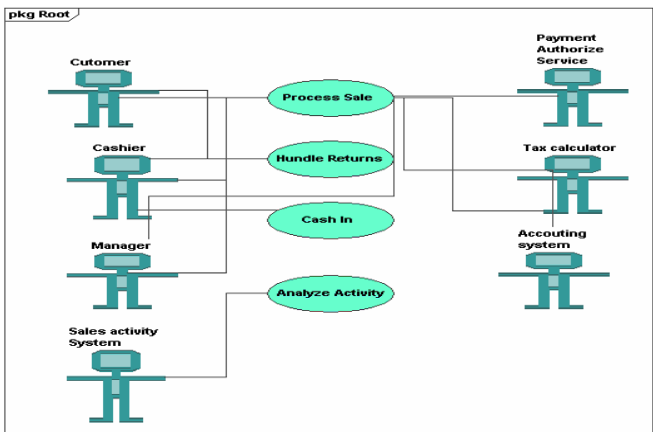 pkg Root
Cutomer
Process Sale
Payment
Authorize
Service
Cashier
Hundle Returns
Tax calculator
Cash In
Manager
Accouting
system
Analyze Activity
Sales activity
System